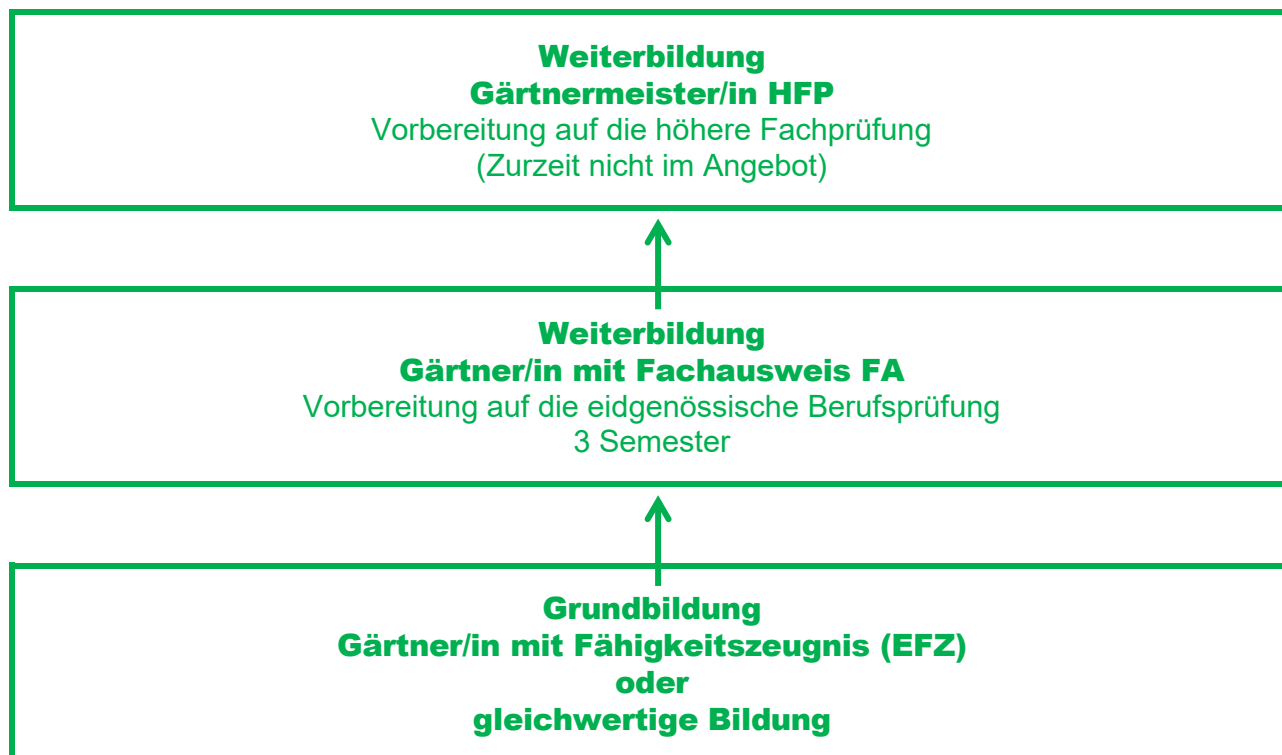 Weiterbildung
Gärtnermeister/in HFP
Vorbereitung auf die höhere Fachprüfung
(Zurzeit nicht im Angebot)
Weiterbildung
Gärtner/in mit Fachausweis FA
Vorbereitung auf die eidgenössische Berufsprüfung
3 Semester
Grundbildung
Gärtner/in mit Fähigkeitszeugnis (EFZ)
oder
gleichwertige Bildung